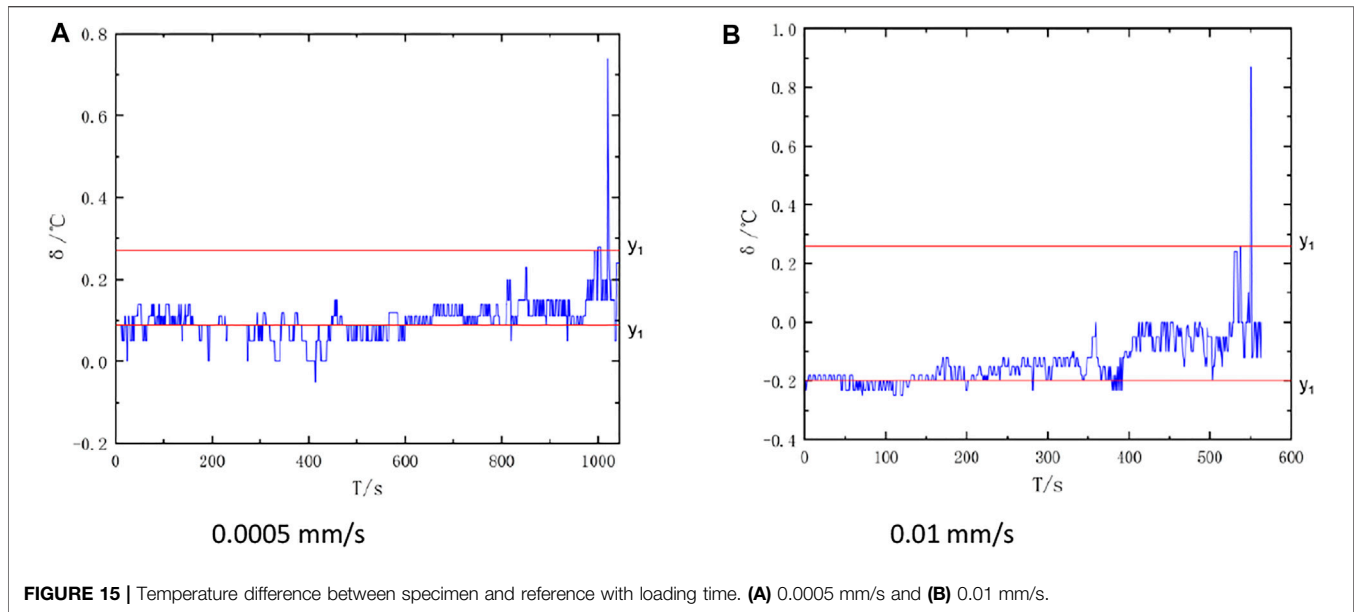 A
0.8
0.6
0.4
0.2
0.0
-0.2
δ /℃
0 200 400 600 800 1000
T/s
y₁
y₁
0.0005 mm/s
B
1.0
0.8
0.6
0.4
0.2
0.0
-0.2
-0.4
δ /℃
0 100 200 300 400 500 600
T/s
y₁
y₁
0.01 mm/s
FIGURE 15 | Temperature difference between specimen and reference with loading time. (A) 0.0005 mm/s and (B) 0.01 mm/s.